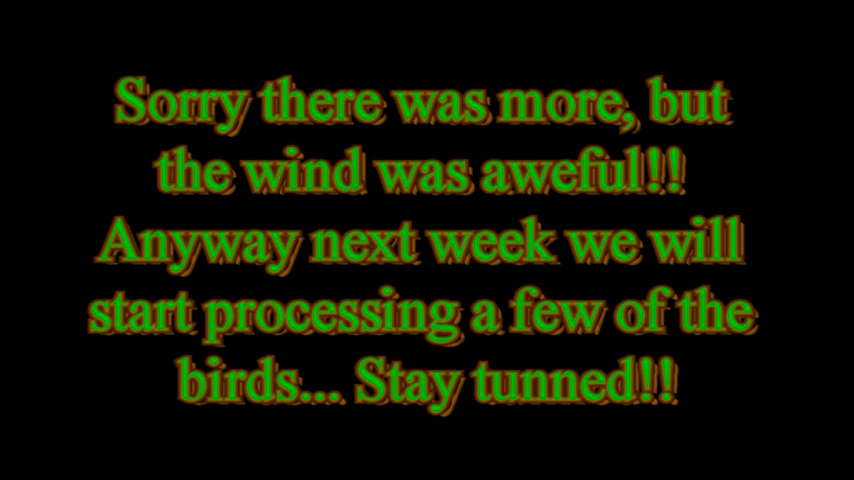 Sorry there was more, but
the wind was aweful!!
Anyway next week we will
start processing a few of the
birds... Stay tunned!!